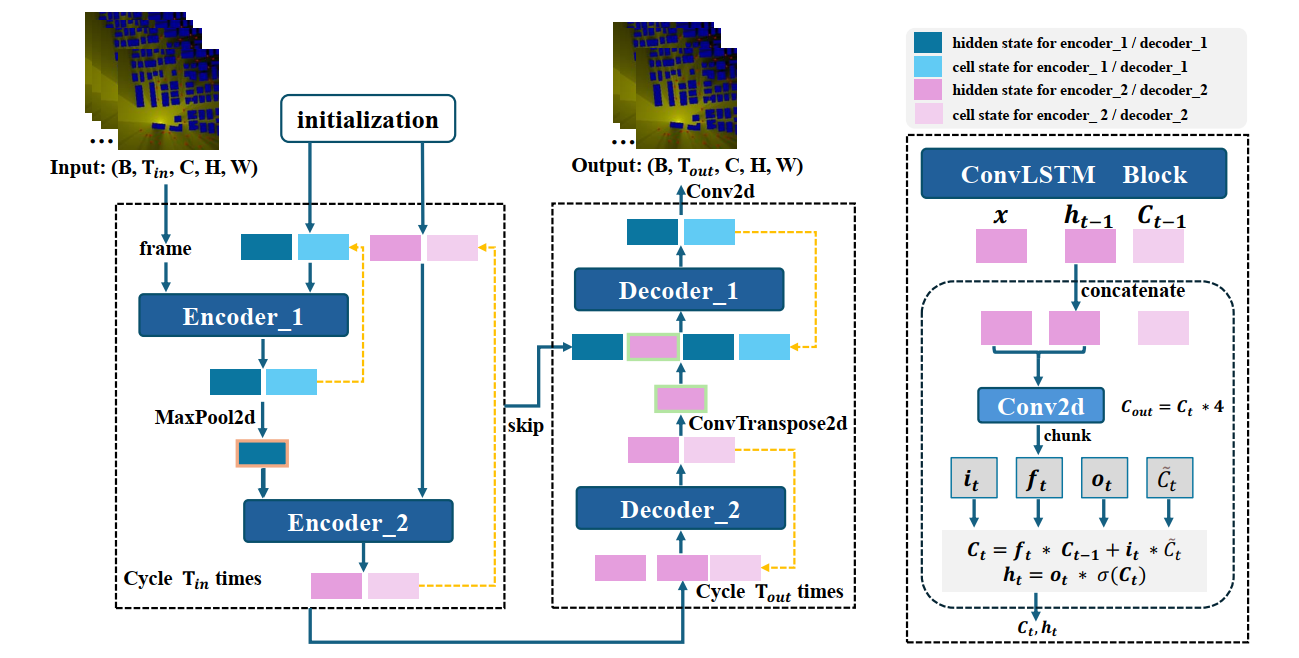 ...
Input: (B, T_in, C, H, W)
initialization
frame
Encoder_1
MaxPool2d
Encoder_2
Cycle T_in times
skip
...
Output: (B, T_out, C, H, W)
Conv2d
Decoder_1
ConvTranspose2d
Decoder_2
Cycle T_out times
hidden state for encoder_1 / decoder_1
cell state for encoder_ 1 / decoder_1
hidden state for encoder_2 / decoder_2
cell state for encoder_ 2 / decoder_2
ConvLSTM Block
x h_{t-1} C_{t-1}
concatenate
Conv2d
C_out = C_t * 4
chunk
i_t f_t o_t C̃_t
C_t = f_t * C_{t-1} + i_t * C̃_t
h_t = o_t * σ(C_t)
C_t, h_t